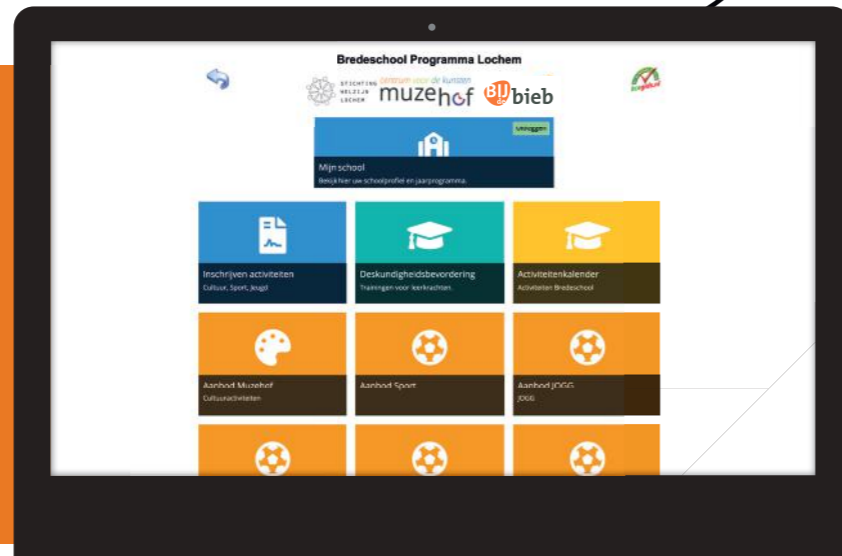 Bredeschool Programma Lochem
STICHTING
WELZIJN
LOCHEM
centrum voor de kunsten
muzehof
BIJ de bieb
Uitloggen
Mijn school
Bekijk hier uw schoolprofiel en jaarprogramma.
Inschrijven activiteiten
Cultuur, Sport, Jeugd
Deskundigheidsbevordering
Trainingen voor leerkrachten.
Activiteitenkalender
Activiteiten Bredeschool
Aanbod Muzehof
Cultuuractiviteiten
Aanbod Sport
Aanbod JOGG
JOGG